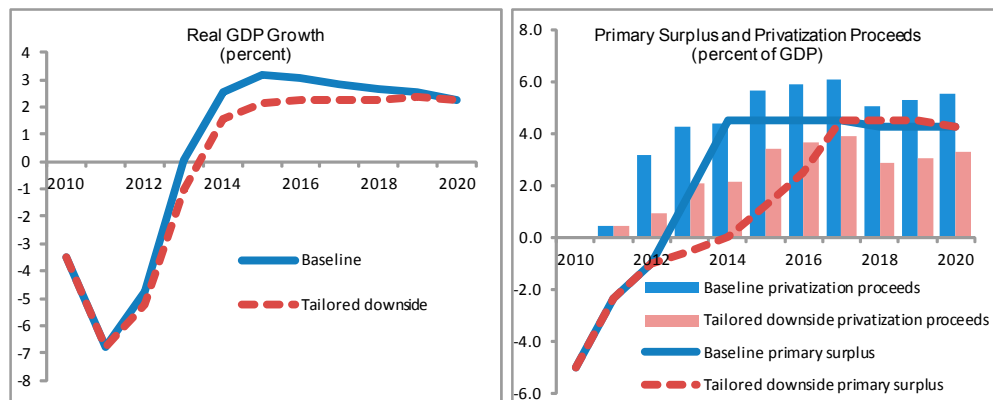 Real GDP Growth
(percent)
4
3
2
1
0
-1
-2
-3
-4
-5
-6
-7
-8
2010 2012 2014 2016 2018 2020
Baseline
Tailored downside
Primary Surplus and Privatization Proceeds
(percent of GDP)
8.0
6.0
4.0
2.0
0.0
-2.0
-4.0
-6.0
2010 2012 2014 2016 2018 2020
Baseline privatization proceeds
Tailored downside privatization proceeds
Baseline primary surplus
Tailored downside primary surplus